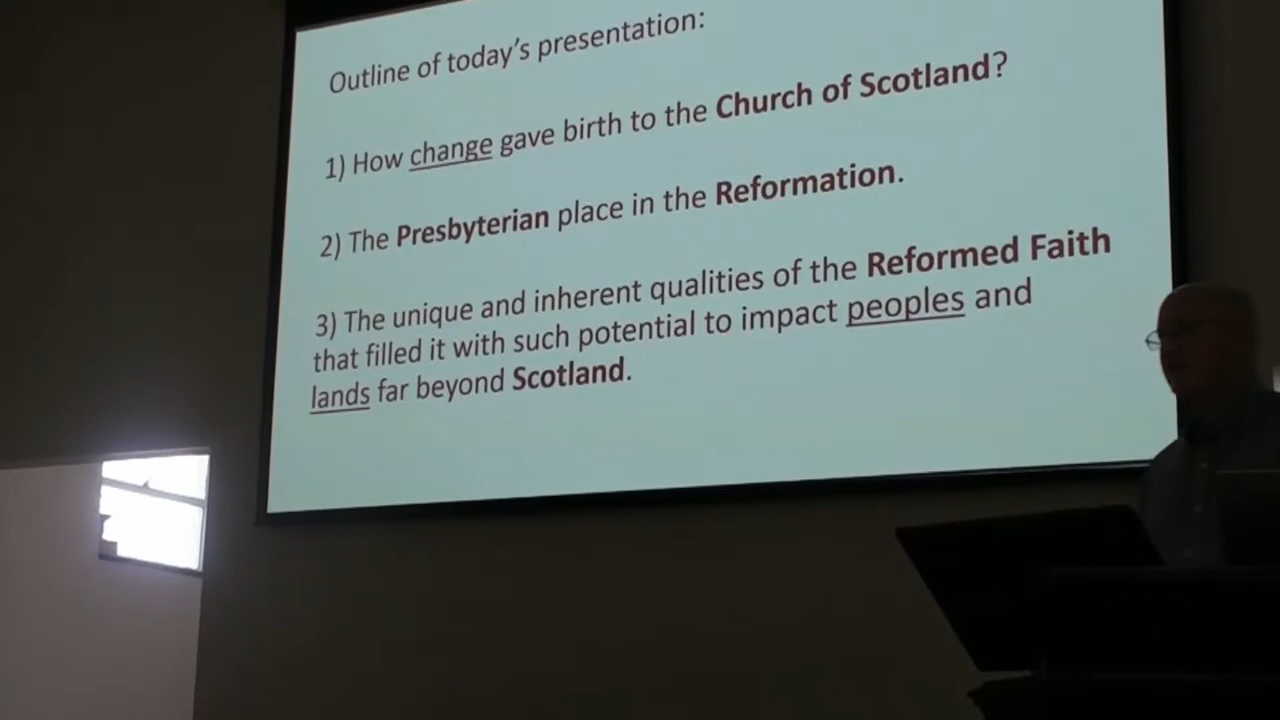 Outline of today's presentation:
1) How change gave birth to the Church of Scotland?
2) The Presbyterian place in the Reformation.
3) The unique and inherent qualities of the Reformed Faith
that filled it with such potential to impact peoples and
lands far beyond Scotland.